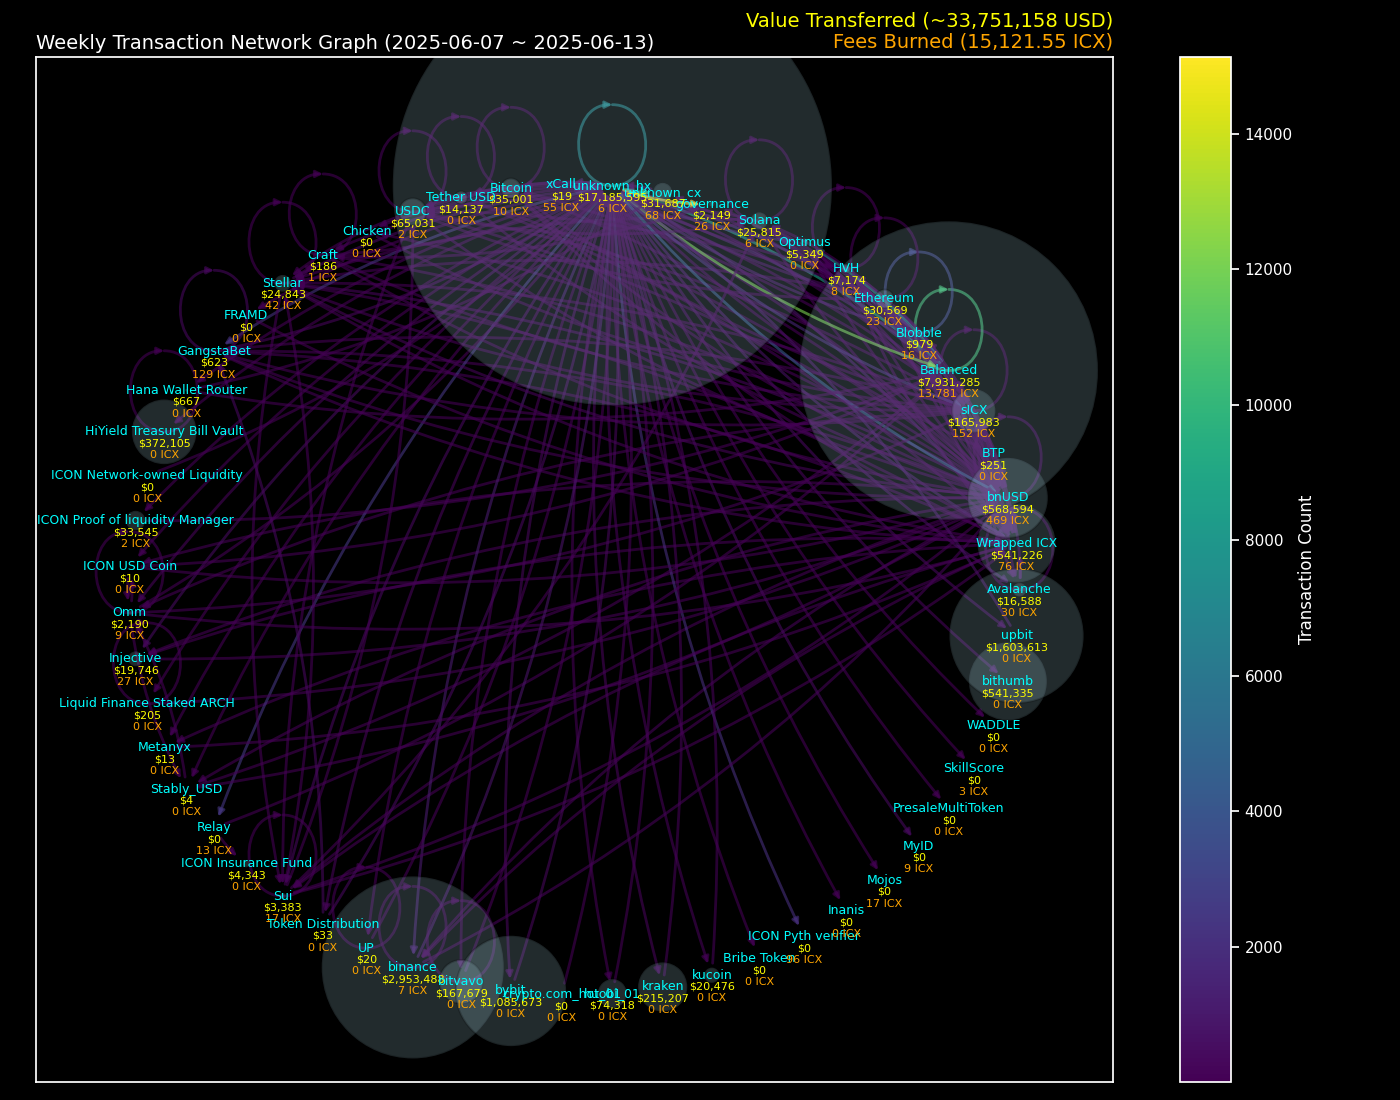 Value Transferred (~33,751,158 USD)
Weekly Transaction Network Graph (2025-06-07 ~ 2025-06-13)
Fees Burned (15,121.55 ICX)
xCall
$19
55 ICX
unknown_hx
$17,185,595
6 ICX
unknown_cx
$31,687
68 ICX
governance
$2,149
26 ICX
Solana
$25,815
6 ICX
Optimus
$5,349
0 ICX
HVH
$7,174
8 ICX
Ethereum
$30,569
23 ICX
Blobble
$979
16 ICX
Balanced
$7,931,285
13,781 ICX
sICX
$165,983
152 ICX
BTP
$251
0 ICX
bnUSD
$568,594
469 ICX
Wrapped ICX
$541,226
76 ICX
Avalanche
$16,588
30 ICX
upbit
$1,603,613
0 ICX
bithumb
$541,335
0 ICX
WADDLE
$0
0 ICX
SkillScore
$0
3 ICX
PresaleMultiToken
$0
0 ICX
MyID
$0
9 ICX
Mojos
$0
17 ICX
Inanis
$0
0 ICX
ICON Pyth verifier
$0
96 ICX
Bribe Token
$0
0 ICX
kucoin
$20,476
0 ICX
kraken
$215,207
0 ICX
$74,318
0 ICX
$0
0 ICX
bybit
$1,085,673
0 ICX
bitvavo
$167,679
0 ICX
binance
$2,953,488
7 ICX
UP
$20
0 ICX
Token Distribution
$33
0 ICX
Sui
$3,383
17 ICX
ICON Insurance Fund
$4,343
0 ICX
Relay
$0
13 ICX
Stably_USD
$4
0 ICX
Metanyx
$13
0 ICX
Liquid Finance Staked ARCH
$205
0 ICX
Injective
$19,746
27 ICX
Omm
$2,190
9 ICX
ICON USD Coin
$10
0 ICX
ICON Proof of liquidity Manager
$33,545
2 ICX
ICON Network-owned Liquidity
$0
0 ICX
HiYield Treasury Bill Vault
$372,105
0 ICX
Hana Wallet Router
$667
0 ICX
GangstaBet
$623
129 ICX
FRAMD
$0
0 ICX
Stellar
$24,843
42 ICX
Craft
$186
1 ICX
Chicken
$0
0 ICX
USDC
$65,031
2 ICX
Tether USD
$14,137
0 ICX
Bitcoin
$35,001
10 ICX
14000
12000
10000
8000
6000
4000
2000
Transaction Count